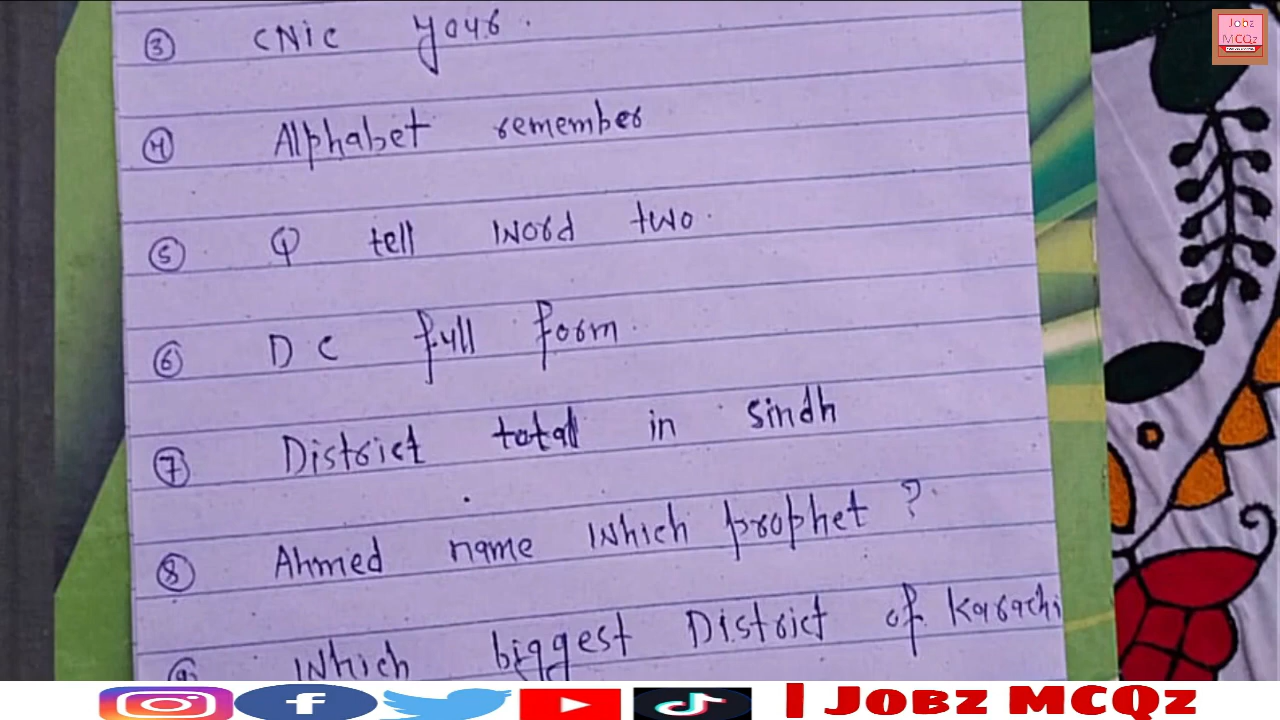 Jobz
MCQz
③ CNIC your.
④ Alphabet remember
⑤ Q tell word two.
⑥ DC full form.
⑦ District total in sindh
⑧ Ahmed name Which prophet?
Which biggest District of Karachi
| Jobz MCQz